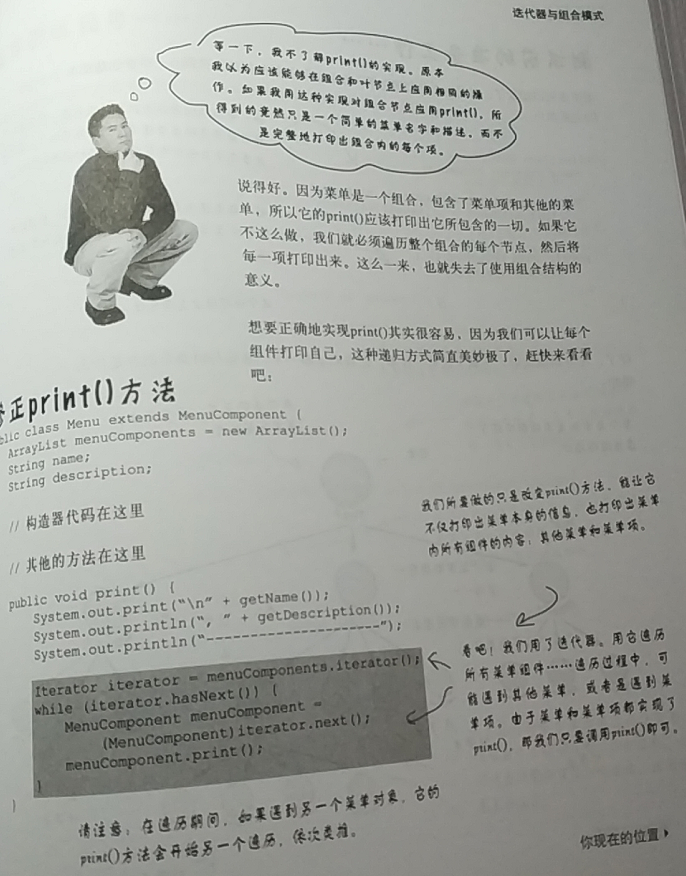 迭代器与组合模式
等一下，我不了解print()的实现。原本
我以为应该能够在组合和叶节点上应用相同的操
作。如果我用这种实现对组合节点应用print()，所
得到的竟然只是一个简单的菜单名字和描述，而不
是完整地打印出组合内的每个项。
说得好。因为菜单是一个组合，包含了菜单项和其他的菜
单，所以它的print()应该打印出它所包含的一切。如果它
不这么做，我们就必须遍历整个组合的每个节点，然后将
每一项打印出来。这么一来，也就失去了使用组合结构的
意义。
想要正确地实现print()其实很容易，因为我们可以让每个
组件打印自己，这种递归方式简直美妙极了，赶快来看看
吧：
正print()方法
blic class Menu extends MenuComponent {
ArrayList menuComponents = new ArrayList();
String name;
String description;
// 构造器代码在这里
// 其他的方法在这里
public void print() {
System.out.print("\n" + getName());
System.out.println(", " + getDescription());
System.out.println("---------------------");
Iterator iterator = menuComponents.iterator();
while (iterator.hasNext()) {
MenuComponent menuComponent =
(MenuComponent)iterator.next();
menuComponent.print();
}
}
我们所要做的只是改变print()方法，能让它
不仅打印出菜单本身的信息，也打印出菜单
内所有组件的内容：其他菜单和菜单项。
看吧！我们用了迭代器。用它遍历
所有菜单组件……遍历过程中，可
能遇到其他菜单，或者是遇到菜
单项。由于菜单和菜单项都实现了
print()，那我们只要调用print()即可。
请注意：在遍历期间，如果遇到另一个菜单对象，它的
print()方法会开始另一个遍历，依次类推。
你现在的位置